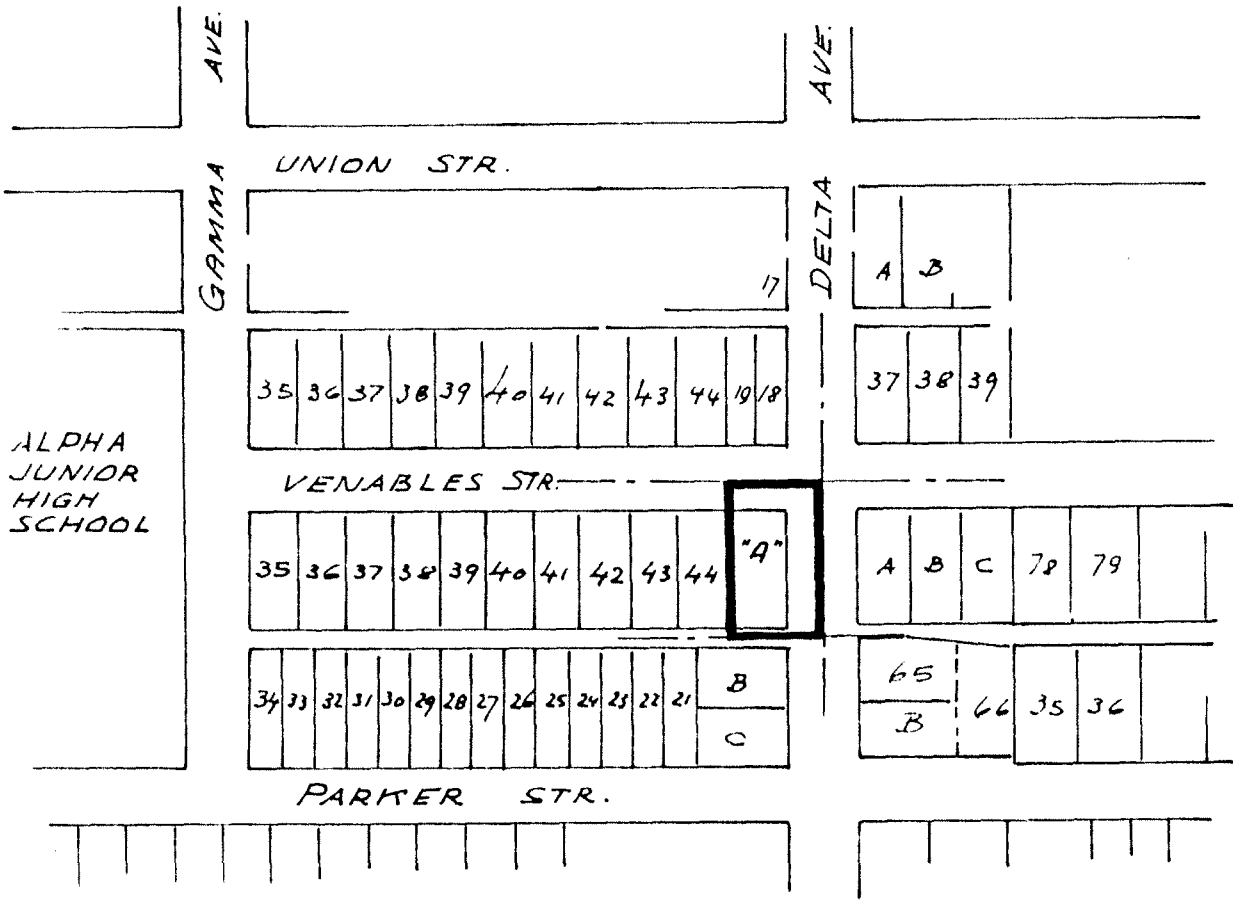 AVE.
AVE.
UNION STR.
GAMMA
DELTA
17
A B
35 36 37 38 39 40 41 42 43 44 19 18
37 38 39
ALPHA
JUNIOR
HIGH
SCHOOL
VENABLES STR.
35 36 37 38 39 40 41 42 43 44 "A"
A B C 78 79
34 33 32 31 30 29 28 27 26 25 24 23 22 21
B
C
65
B
66 35 36
PARKER STR.